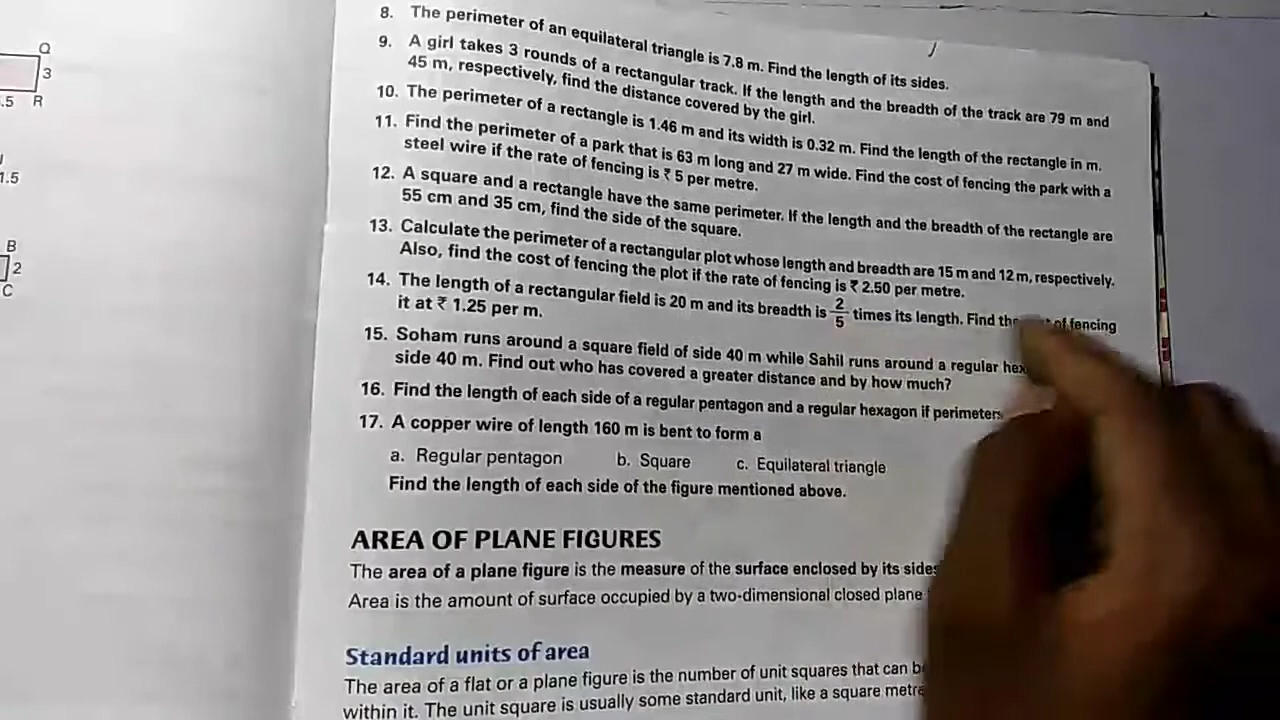 Q
3
.5 R
1.5
B
2
C
8. The perimeter of an equilateral triangle is 7.8 m. Find the length of its sides.
9. A girl takes 3 rounds of a rectangular track. If the length and the breadth of the track are 79 m and
45 m, respectively, find the distance covered by the girl.
10. The perimeter of a rectangle is 1.46 m and its width is 0.32 m. Find the length of the rectangle in m.
11. Find the perimeter of a park that is 63 m long and 27 m wide. Find the cost of fencing the park with a
steel wire if the rate of fencing is ₹ 5 per metre.
12. A square and a rectangle have the same perimeter. If the length and the breadth of the rectangle are
55 cm and 35 cm, find the side of the square.
13. Calculate the perimeter of a rectangular plot whose length and breadth are 15 m and 12 m, respectively.
Also, find the cost of fencing the plot if the rate of fencing is ₹ 2.50 per metre.
14. The length of a rectangular field is 20 m and its breadth is 2/5 times its length. Find of fencing
it at ₹ 1.25 per m.
15. Soham runs around a square field of side 40 m while Sahil runs around a regular
side 40 m. Find out who has covered a greater distance and by how much?
16. Find the length of each side of a regular pentagon and a regular hexagon if perimeters
17. A copper wire of length 160 m is bent to form a
a. Regular pentagon b. Square c. Equilateral triangle
Find the length of each side of the figure mentioned above.
AREA OF PLANE FIGURES
The area of a plane figure is the measure of the surface enclosed by its sides
Area is the amount of surface occupied by a two-dimensional closed plane
Standard units of area
The area of a flat or a plane figure is the number of unit squares that can
within it. The unit square is usually some standard unit, like a square